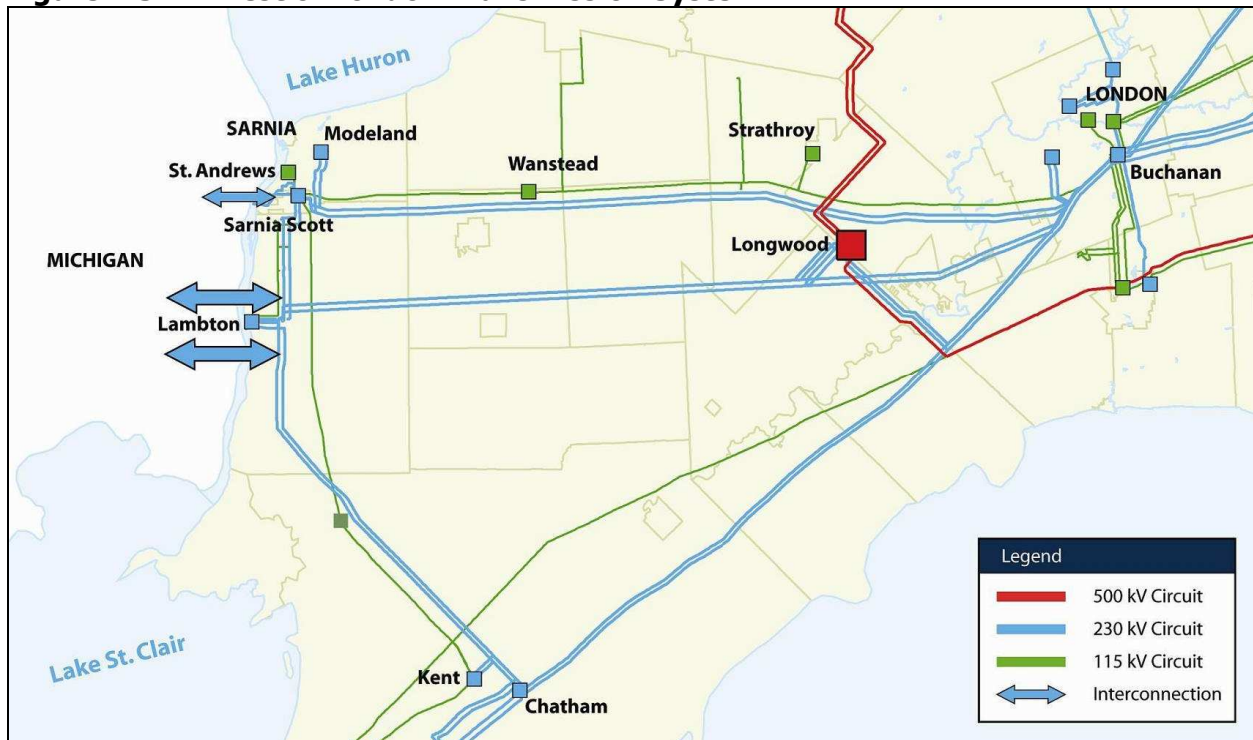 Lake Huron
SARNIA
Modeland
LONDON
Strathroy
St. Andrews
Wanstead
Buchanan
Sarnia Scott
Longwood
MICHIGAN
Lambton
Lake St. Clair
Kent
Chatham
Legend
500 kV Circuit
230 kV Circuit
115 kV Circuit
Interconnection